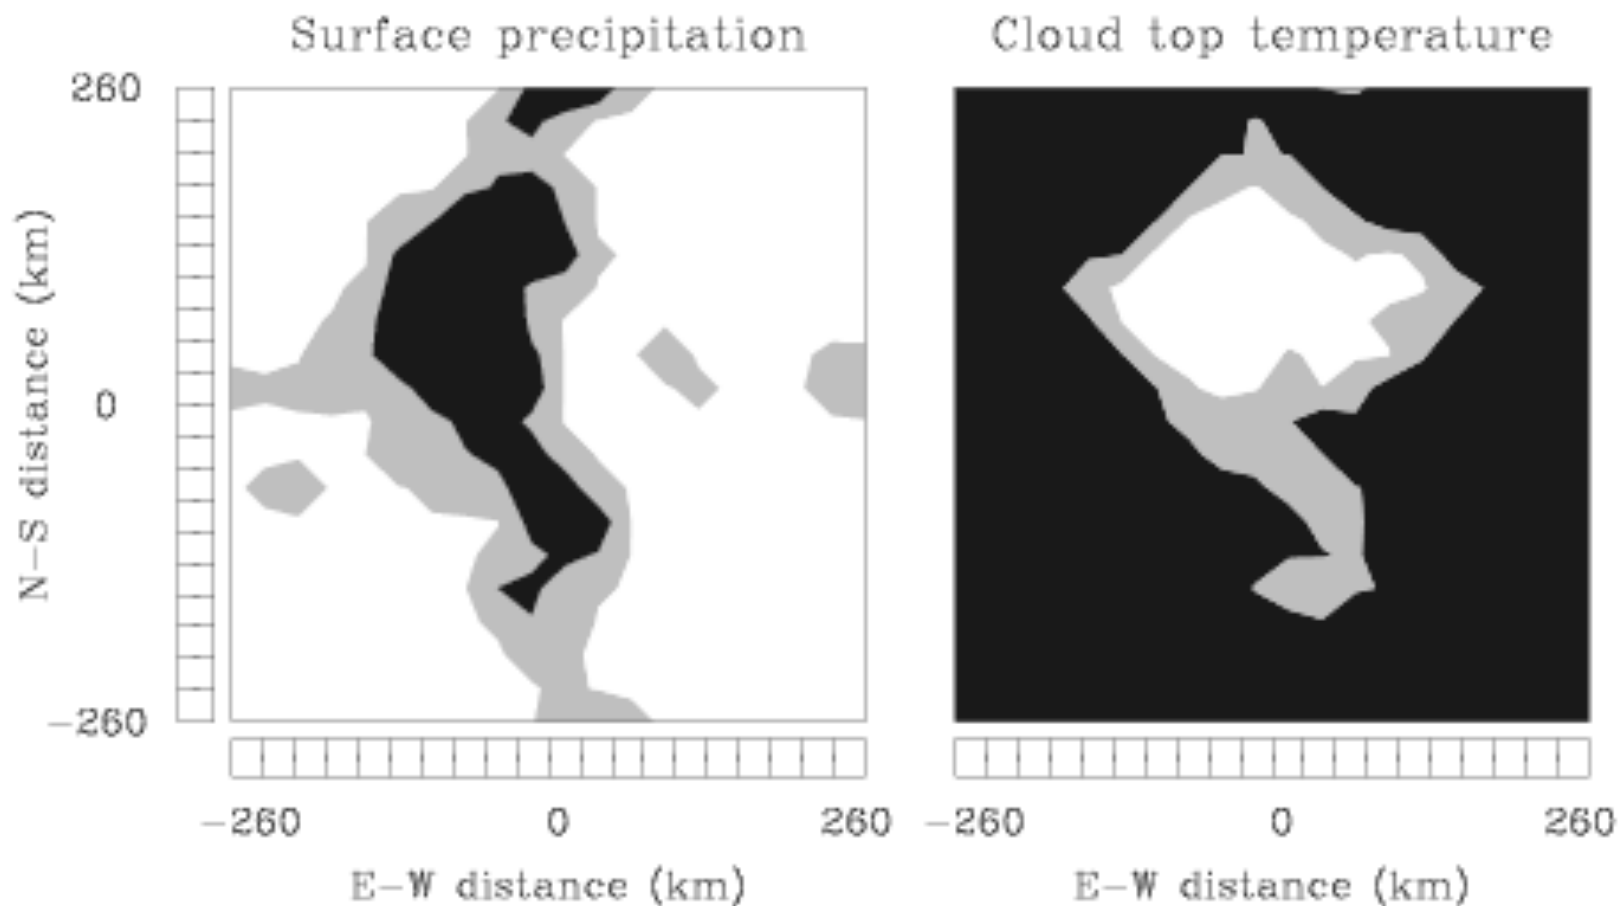 Surface precipitation
Cloud top temperature
260
0
-260
N-S distance (km)
-260 0 260
-260 0 260
E-W distance (km)
E-W distance (km)